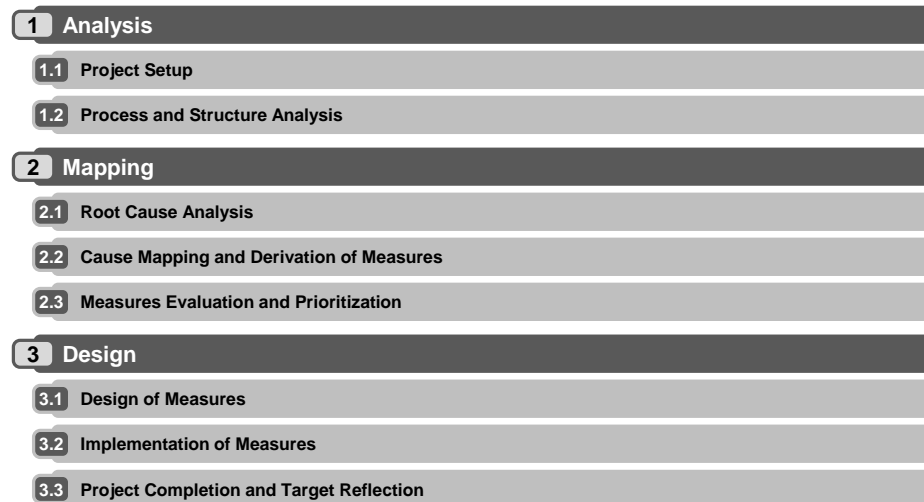 1 Analysis
1.1 Project Setup
1.2 Process and Structure Analysis
2 Mapping
2.1 Root Cause Analysis
2.2 Cause Mapping and Derivation of Measures
2.3 Measures Evaluation and Prioritization
3 Design
3.1 Design of Measures
3.2 Implementation of Measures
3.3 Project Completion and Target Reflection